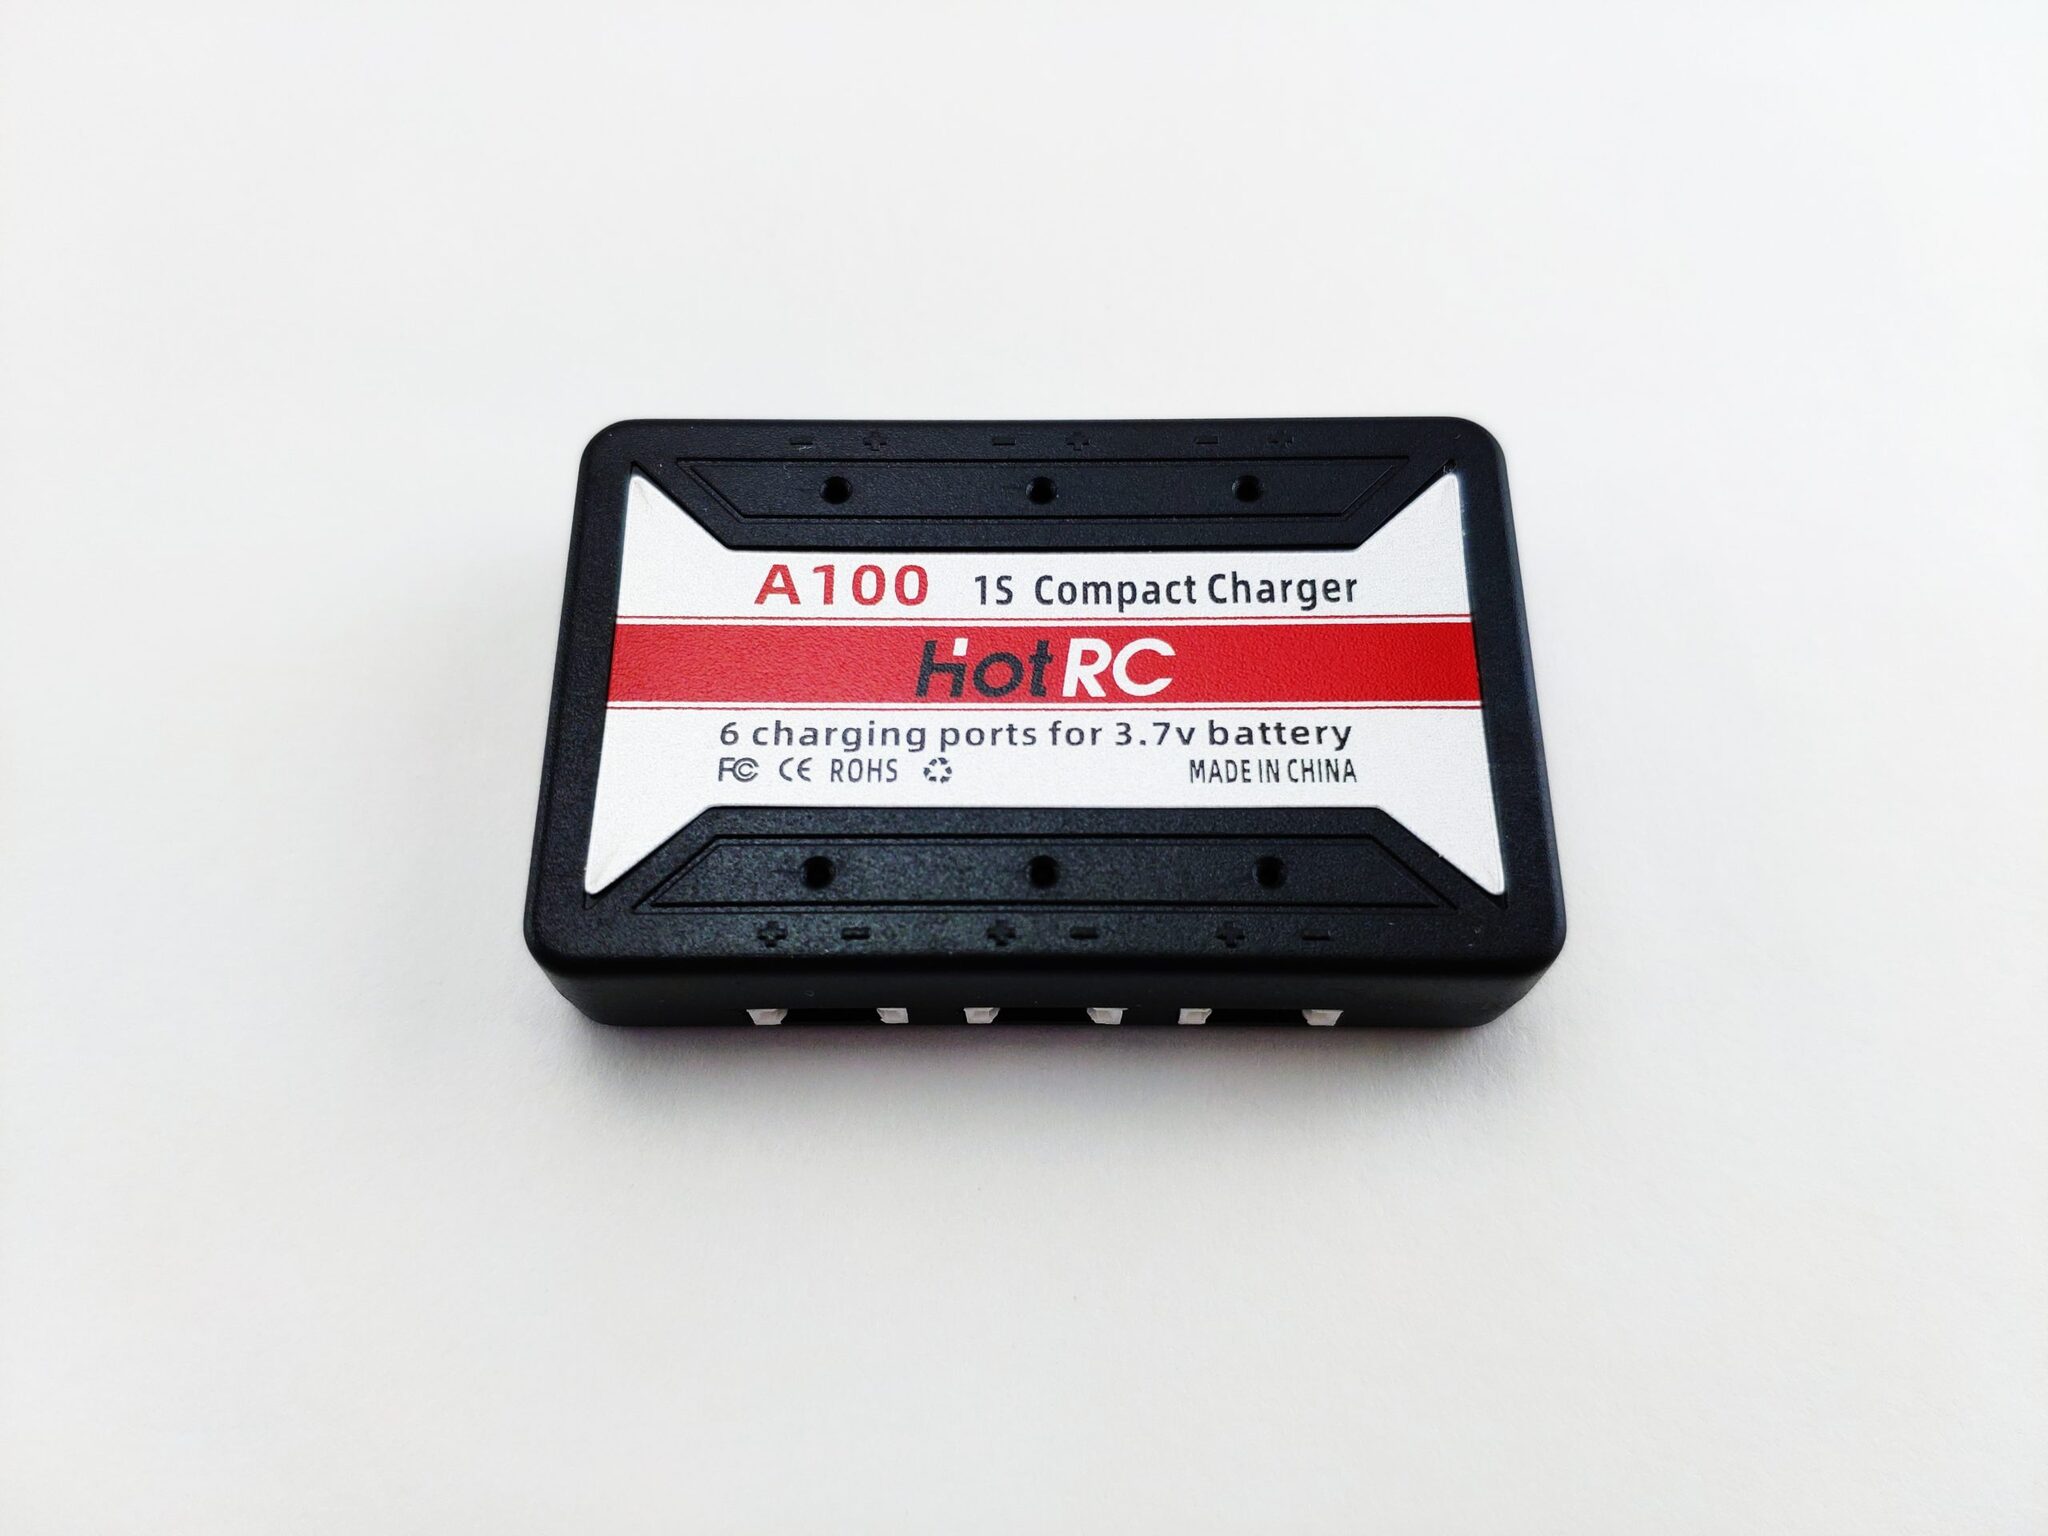 - + - + - +
A100 1S Compact Charger
HotRC
6 charging ports for 3.7v battery
FC CE ROHS MADE IN CHINA
+ - + - + -